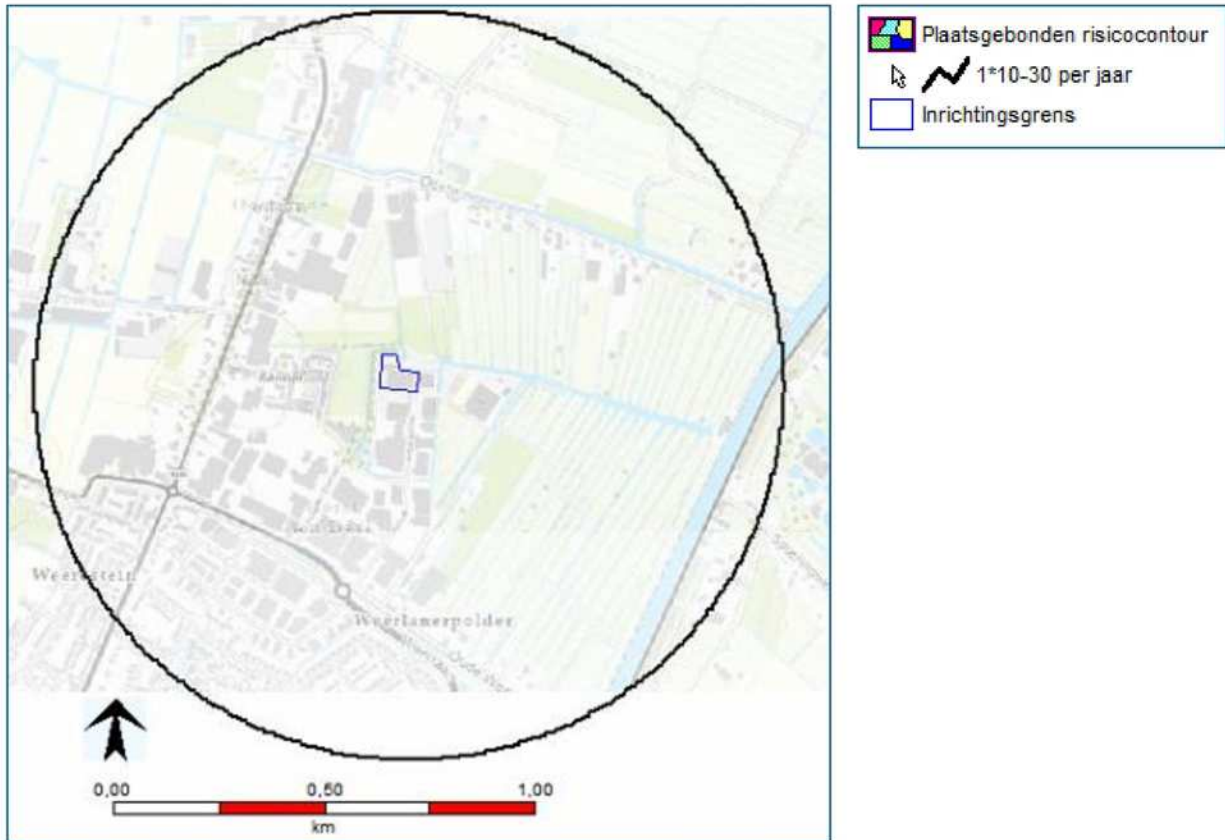 Plaatsgebonden risicocontour
1*10-30 per jaar
Inrichtingsgrens
Weerestein
Weerlanerpolder
0,00 0,50 1,00
km